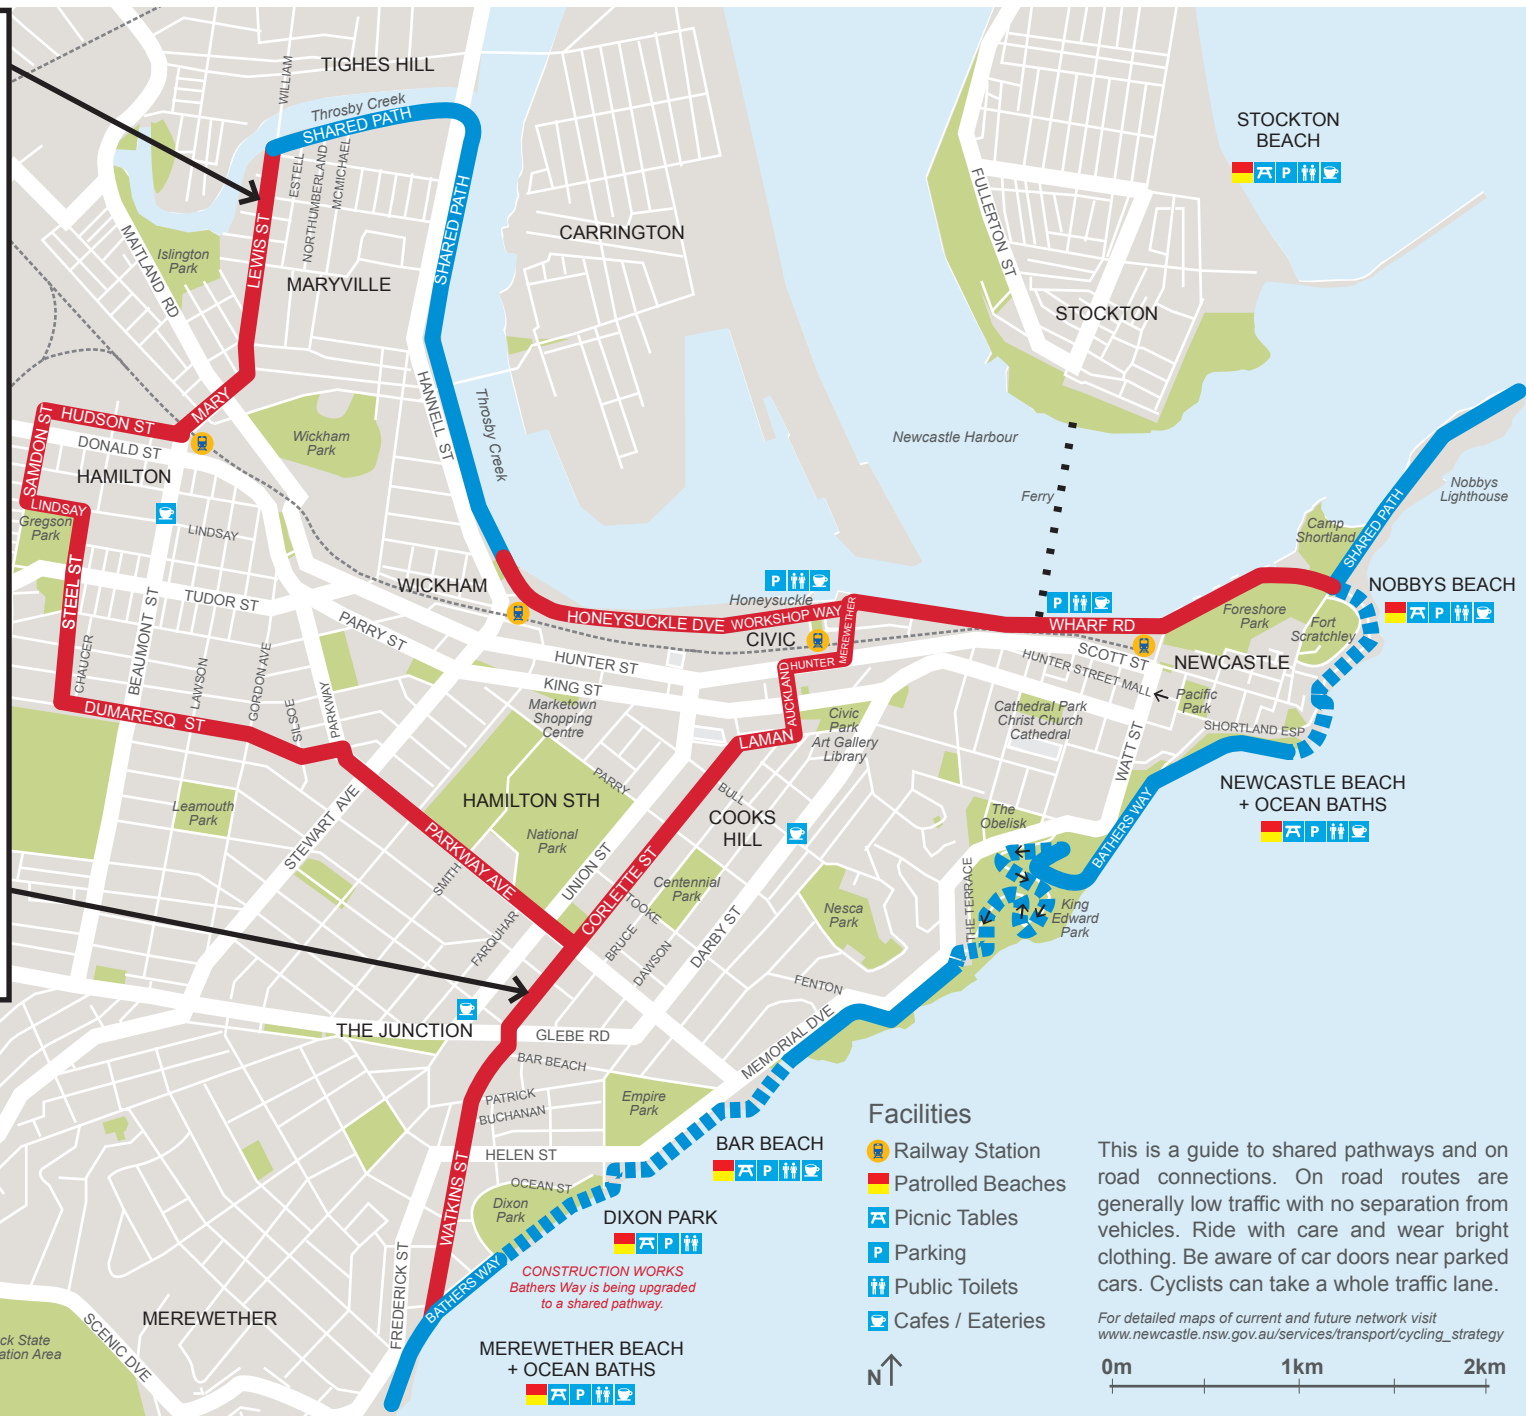 TIGHES HILL
WILLIAM
Throsby Creek
SHARED PATH
ESTELL
NORTHUMBERLAND
MCMICHAEL
SHARED PATH
LEWIS ST
MARYVILLE
Islington
Park
MAITLAND RD
CARRINGTON
FULLERTON ST
STOCKTON
STOCKTON
BEACH
P
MARY
HUDSON ST
SAMDON ST
DONALD ST
HAMILTON
LINDSAY
Gregson
Park
LINDSAY
Wickham
Park
HANNELL ST
Throsby Creek
Newcastle Harbour
Ferry
Nobbys
Lighthouse
Camp
Shortland
SHARED PATH
NOBBYS BEACH
P
STEEL ST
TUDOR ST
BEAUMONT ST
CHAUCER
LAWSON
GORDON AVE
SILSOE
PARKWAY
PARRY ST
WICKHAM
P
Honeysuckle
HONEYSUCKLE DVE
WORKSHOP WAY
MEREWETHER
CIVIC
HUNTER
AUCKLAND
LAMAN
HUNTER ST
KING ST
Marketown
Shopping
Centre
P
WHARF RD
SCOTT ST
HUNTER STREET MALL
NEWCASTLE
Foreshore
Park
Fort
Scratchley
Pacific
Park
SHORTLAND ESP
Cathedral Park
Christ Church
Cathedral
Civic
Park
Art Gallery
Library
WATT ST
NEWCASTLE BEACH
+ OCEAN BATHS
P
BATHERS WAY
DUMARESQ ST
Leamouth
Park
STEWART AVE
HAMILTON STH
National
Park
PARRY
BULL
COOKS
HILL
PARKWAY AVE
SMITH
FARQUHAR
UNION ST
CORLETTE ST
TOOKE
BRUCE
DAWSON
Centennial
Park
DARBY ST
Nesca
Park
The
Obelisk
THE TERRACE
King
Edward
Park
FENTON
MEMORIAL DVE
THE JUNCTION
GLEBE RD
BAR BEACH
PATRICK
BUCHANAN
Empire
Park
HELEN ST
OCEAN ST
Dixon
Park
WATKINS ST
BAR BEACH
P
DIXON PARK
P
CONSTRUCTION WORKS
Bathers Way is being upgraded
to a shared pathway.
BATHERS WAY
FREDERICK ST
MEREWETHER
SCENIC DVE
ck State
ation Area
MEREWETHER BEACH
+ OCEAN BATHS
P
Facilities
Railway Station
Patrolled Beaches
Picnic Tables
P Parking
Public Toilets
Cafes / Eateries
N
This is a guide to shared pathways and on
road connections. On road routes are
generally low traffic with no separation from
vehicles. Ride with care and wear bright
clothing. Be aware of car doors near parked
cars. Cyclists can take a whole traffic lane.
For detailed maps of current and future network visit
www.newcastle.nsw.gov.au/services/transport/cycling_strategy
0m 1km 2km